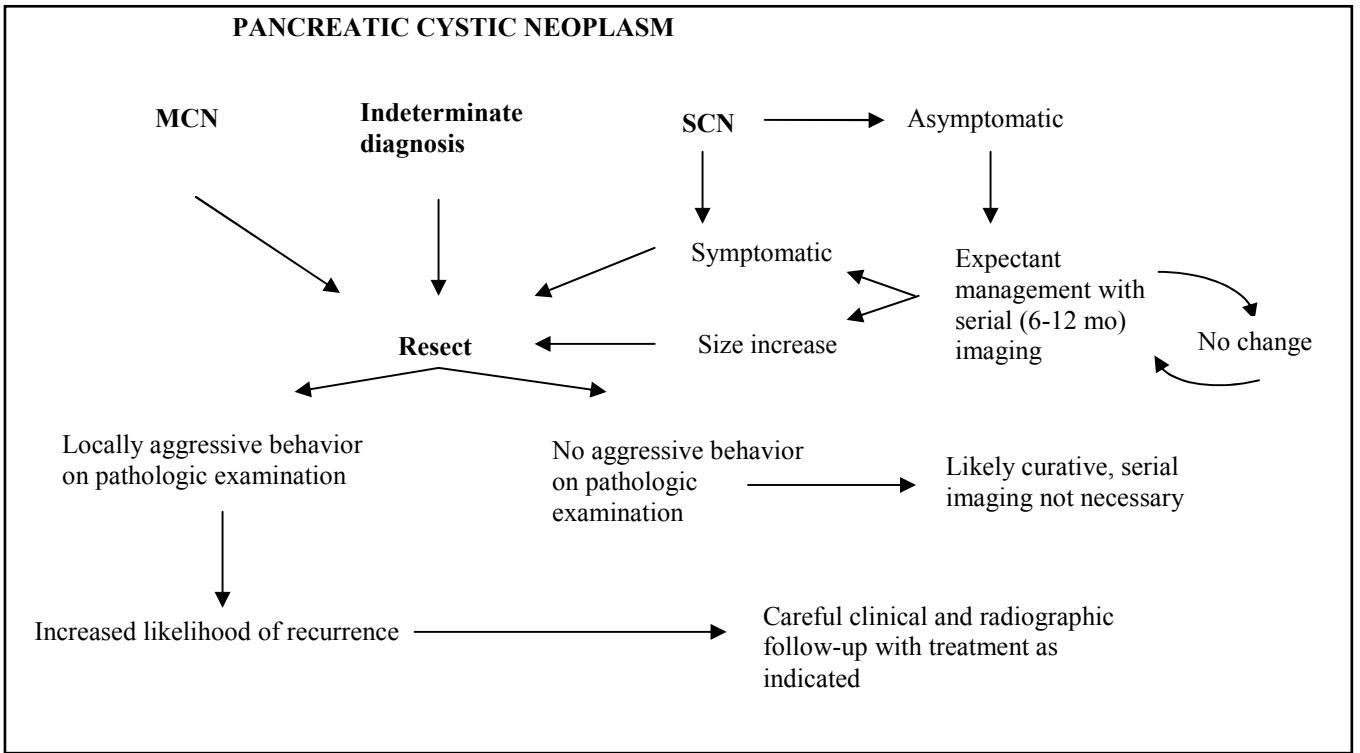 PANCREATIC CYSTIC NEOPLASM
MCN
Indeterminate
diagnosis
SCN
Asymptomatic
Symptomatic
Expectant
management with
serial (6-12 mo)
imaging
No change
Resect
Size increase
Locally aggressive behavior
on pathologic examination
No aggressive behavior
on pathologic
examination
Likely curative, serial
imaging not necessary
Increased likelihood of recurrence
Careful clinical and radiographic
follow-up with treatment as
indicated